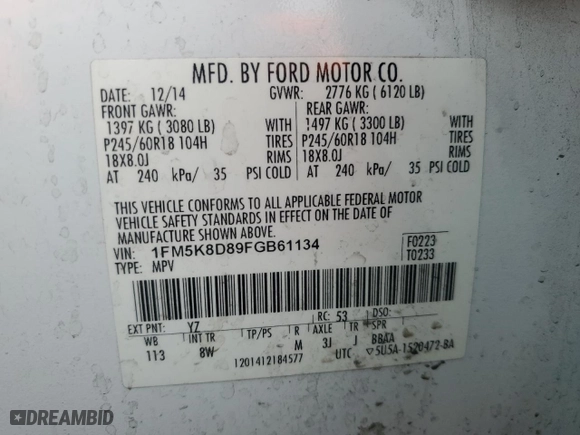 MFD. BY FORD MOTOR CO.
DATE: 12/14 GVWR: 2776 KG ( 6120 LB)
FRONT GAWR: REAR GAWR:
1397 KG ( 3080 LB) WITH 1497 KG ( 3300 LB) WITH
P245/60R18 104H TIRES P245/60R18 104H TIRES
18X8.0J RIMS 18X8.0J RIMS
AT 240 kPa/ 35 PSI COLD AT 240 kPa/ 35 PSI COLD
THIS VEHICLE CONFORMS TO ALL APPLICABLE FEDERAL MOTOR
VEHICLE SAFETY STANDARDS IN EFFECT ON THE DATE OF
MANUFACTURE SHOWN ABOVE.
VIN: 1FM5K8D89FGB61134 F0223
TYPE: MPV T0233
EXT PNT: YZ RC: 53 DSO:
WB INT TR TP/PS R AXLE TR SPR
113 8W M 3J J BBAA
1201412184577 UTC ▽5USA-1520472-BA
DREAMBID